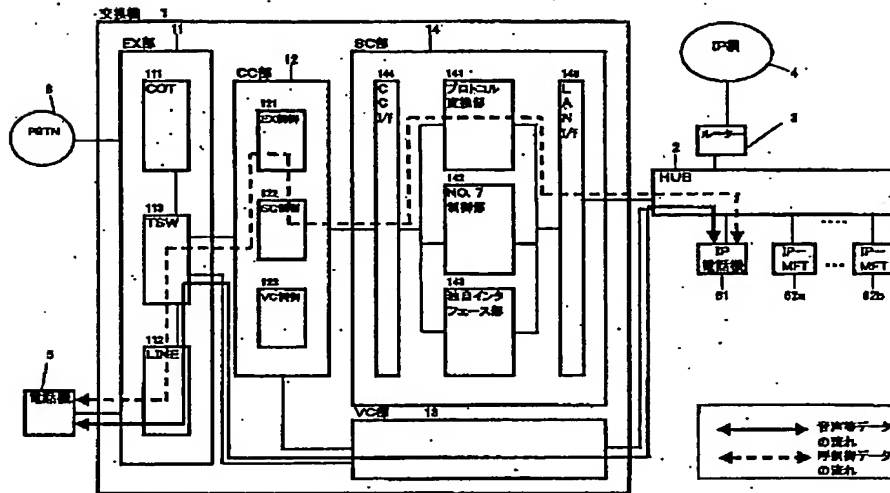 交換機 1
11
EX部
111
COT
113
TSW
112
LINE
12
CC部
121
EX制御
122
SC制御
123
VC制御
14
SC部
144
C
C
I/f
141
プロトコル
変換部
142
NO. 7
制御部
143
独自インタ
フェース部
L
A
N
I/f
VC部
13
6
PSTN
5
電話機
IP網
4
ルーター
3
2
HUB
IP
電話機
61
IP-
MFT
62a
IP-
MFT
62b
音声等データ
の流れ
呼制御データ
の流れ